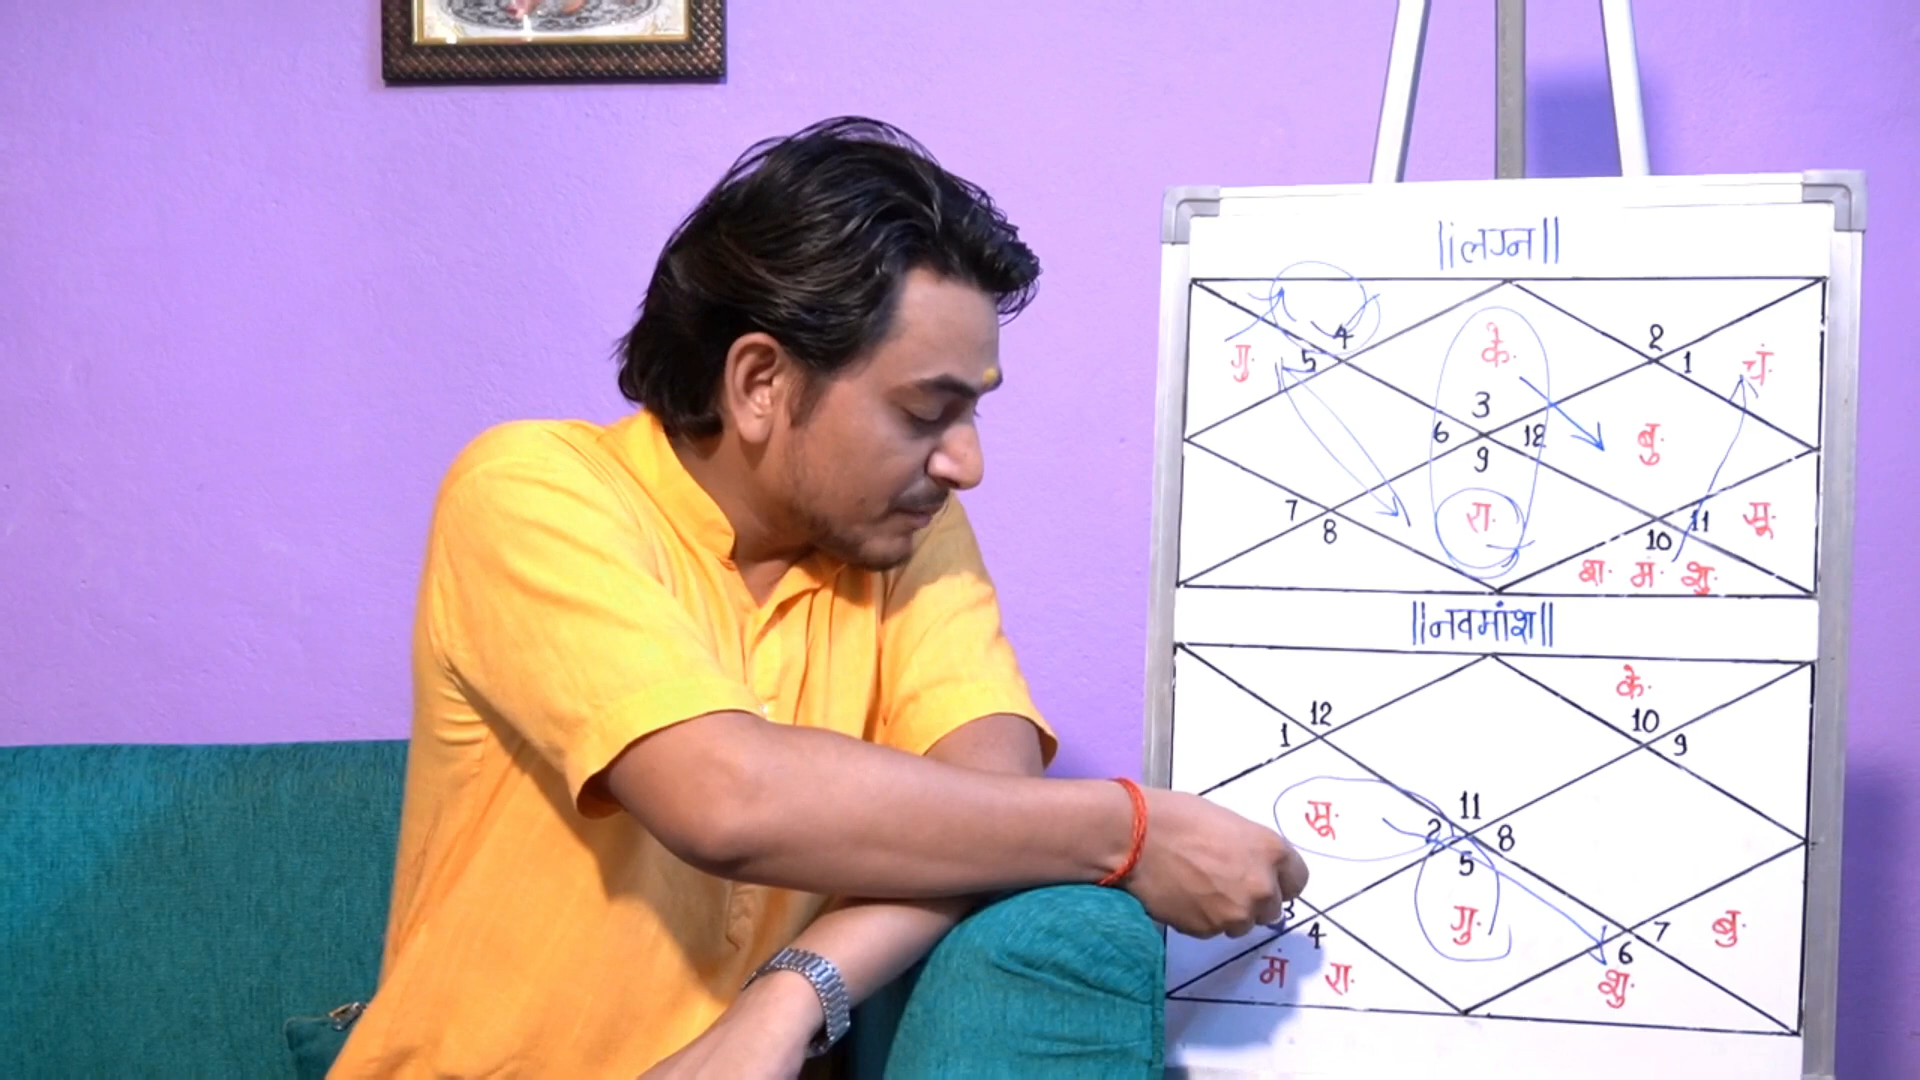 ||लग्न||
4
2
गु. 5
के.
1 चं.
3
6 12 बु.
9
7
8
रा.
10
11 सू.
श. मं. शु.
||नवमांश||
के.
12
10
1
9
सू.
11
2 8
5
3
4
गु.
7 बु.
6
मं रा.
शु.